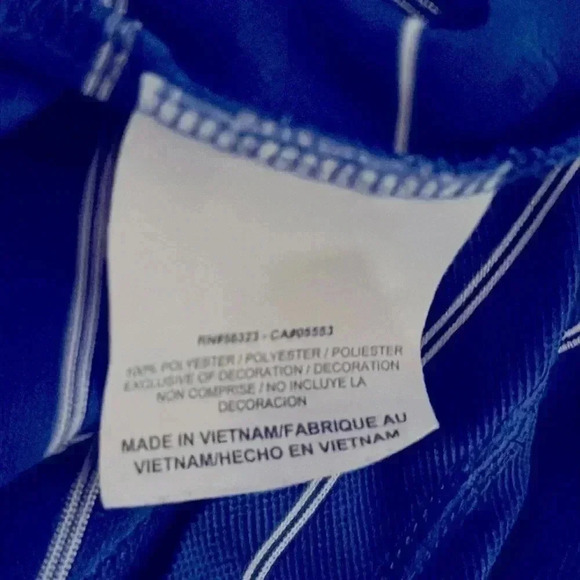 RN#56323 - CA#05553
100% POLYESTER / POLYESTER / POLIESTER
EXCLUSIVE OF DECORATION / DECORATION
NON COMPRISE / NO INCLUYE LA
DECORACION
MADE IN VIETNAM/FABRIQUE AU
VIETNAM/HECHO EN VIETNAM